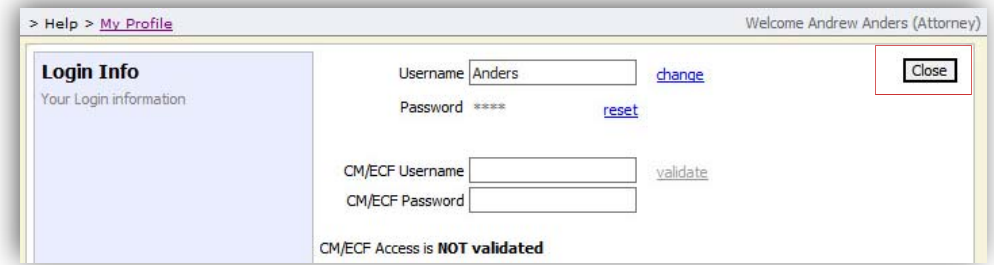 > Help > My Profile
Welcome Andrew Anders (Attorney)
Login Info
Your Login information
Username Anders change
Close
Password **** reset
CM/ECF Username validate
CM/ECF Password
CM/ECF Access is NOT validated